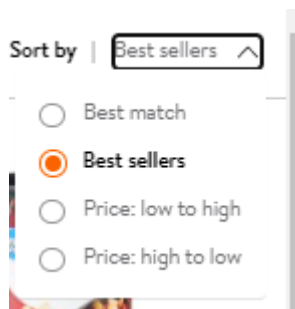 Sort by | Best sellers
Best match
Best sellers
Price: low to high
Price: high to low